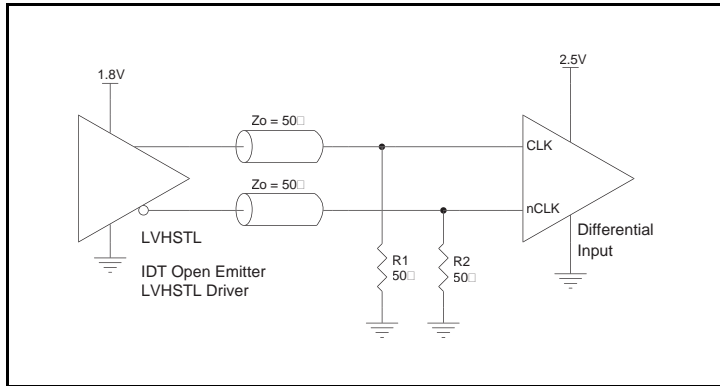 1.8V
2.5V
Zo = 50□
CLK
Zo = 50□
nCLK
LVHSTL
Differential
Input
IDT Open Emitter
LVHSTL Driver
R1
50□
R2
50□